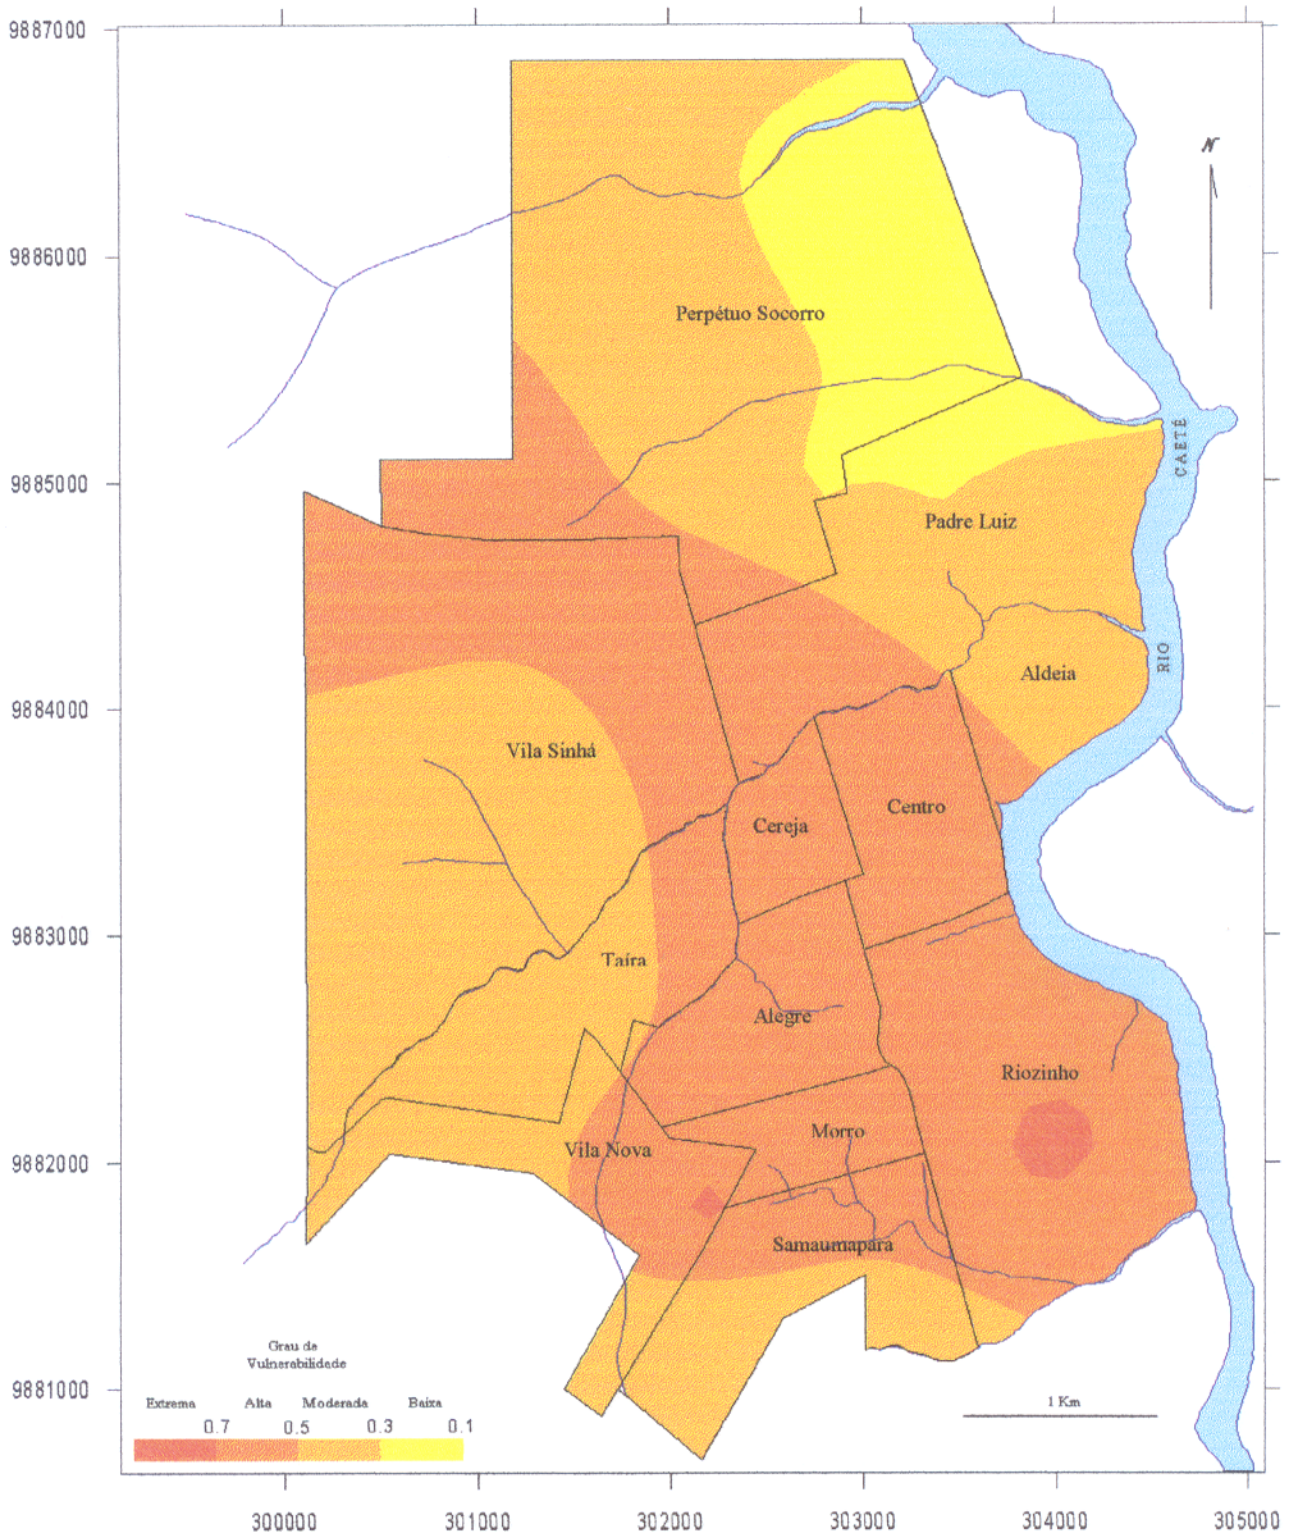 9887000
N
9886000
Perpétuo Socorro
CAETÉ
9885000
Padre Luiz
RIO
Aldeia
9884000
Vila Sinhá
Centro
Cereja
9883000
Taíra
Alegre
Riozinho
Morro
Vila Nova
9882000
Samaumapara
Grau de
Vulnerabilidade
9881000
Extrema Alta Moderada Baixa
1 Km
0.7 0.5 0.3 0.1
300000 301000 302000 303000 304000 305000